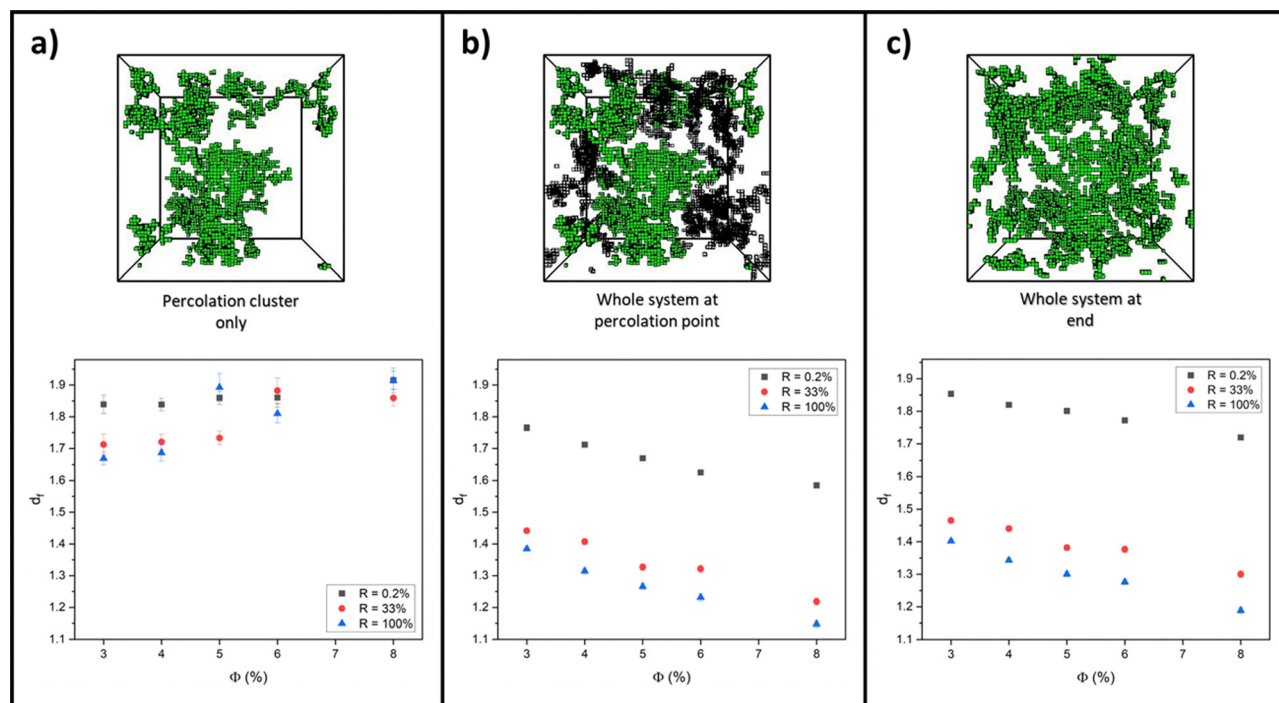 a)
Percolation cluster
only
1.9
1.8
1.7
1.6
1.5
1.4
1.3
1.2
1.1
df
R = 0.2%
R = 33%
R = 100%
3 4 5 6 7 8
Φ (%)
b)
Whole system at
percolation point
R = 0.2%
R = 33%
R = 100%
1.9
1.8
1.7
1.6
1.5
1.4
1.3
1.2
1.1
df
3 4 5 6 7 8
Φ (%)
c)
Whole system at
end
R = 0.2%
R = 33%
R = 100%
1.9
1.8
1.7
1.6
1.5
1.4
1.3
1.2
1.1
df
3 4 5 6 7 8
Φ (%)